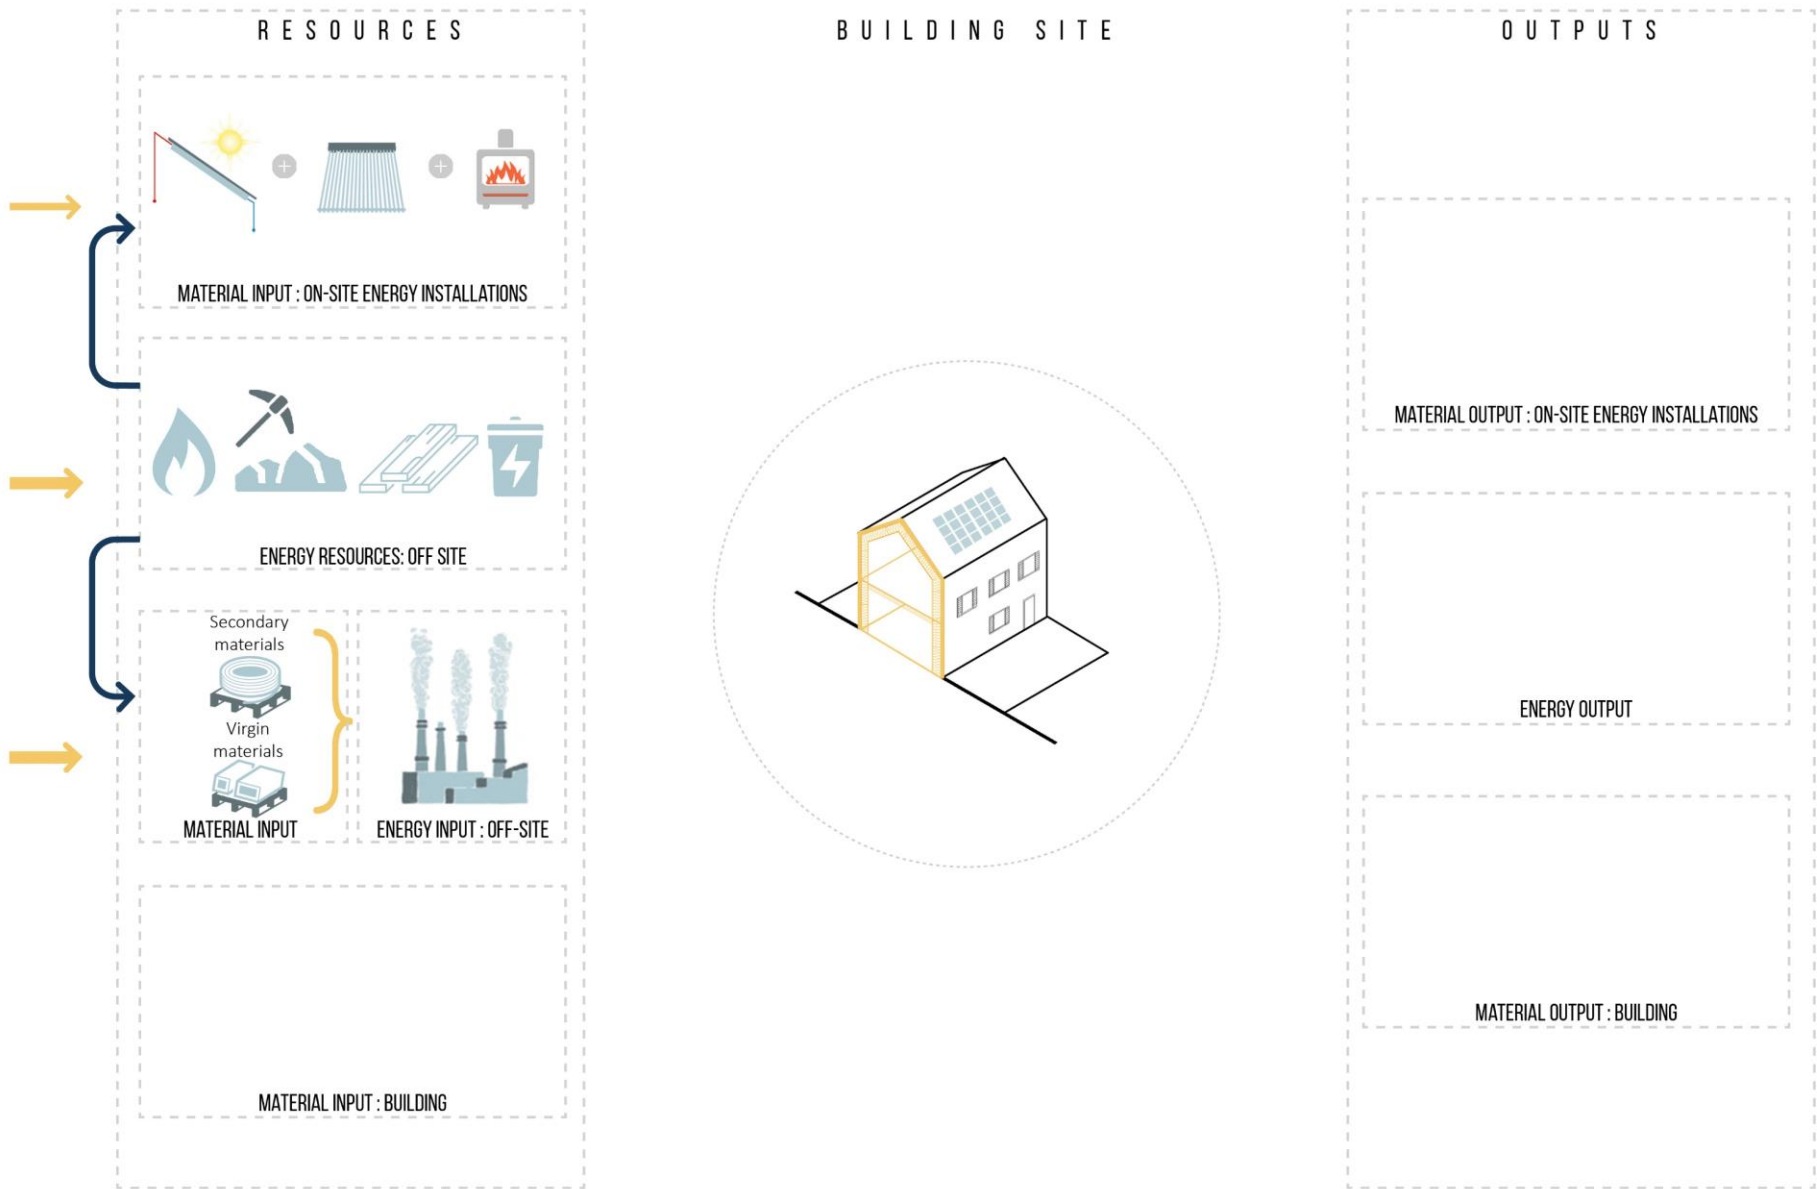 RESOURCES
BUILDING SITE
OUTPUTS
MATERIAL INPUT : ON-SITE ENERGY INSTALLATIONS
ENERGY RESOURCES: OFF SITE
Secondary
materials
Virgin
materials
MATERIAL INPUT
ENERGY INPUT : OFF-SITE
MATERIAL INPUT : BUILDING
MATERIAL OUTPUT : ON-SITE ENERGY INSTALLATIONS
ENERGY OUTPUT
MATERIAL OUTPUT : BUILDING